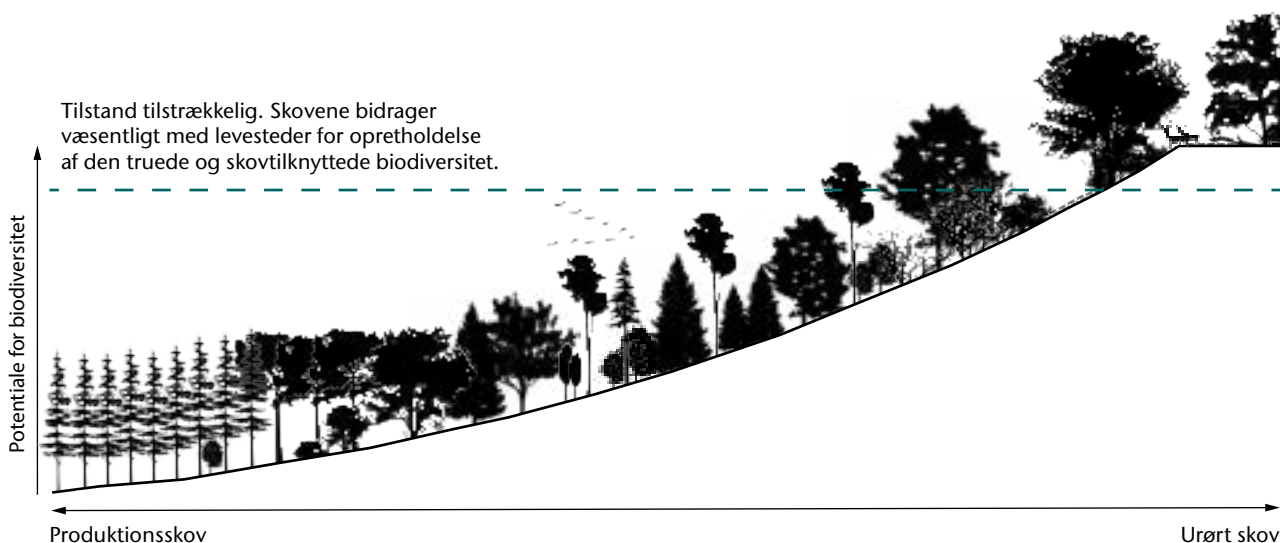 Tilstand tilstrækkelig. Skovene bidrager
væsentligt med levesteder for opretholdelse
af den truede og skovtilknyttede biodiversitet.
Potentiale for biodiversitet
Produktionsskov
Urørt skov